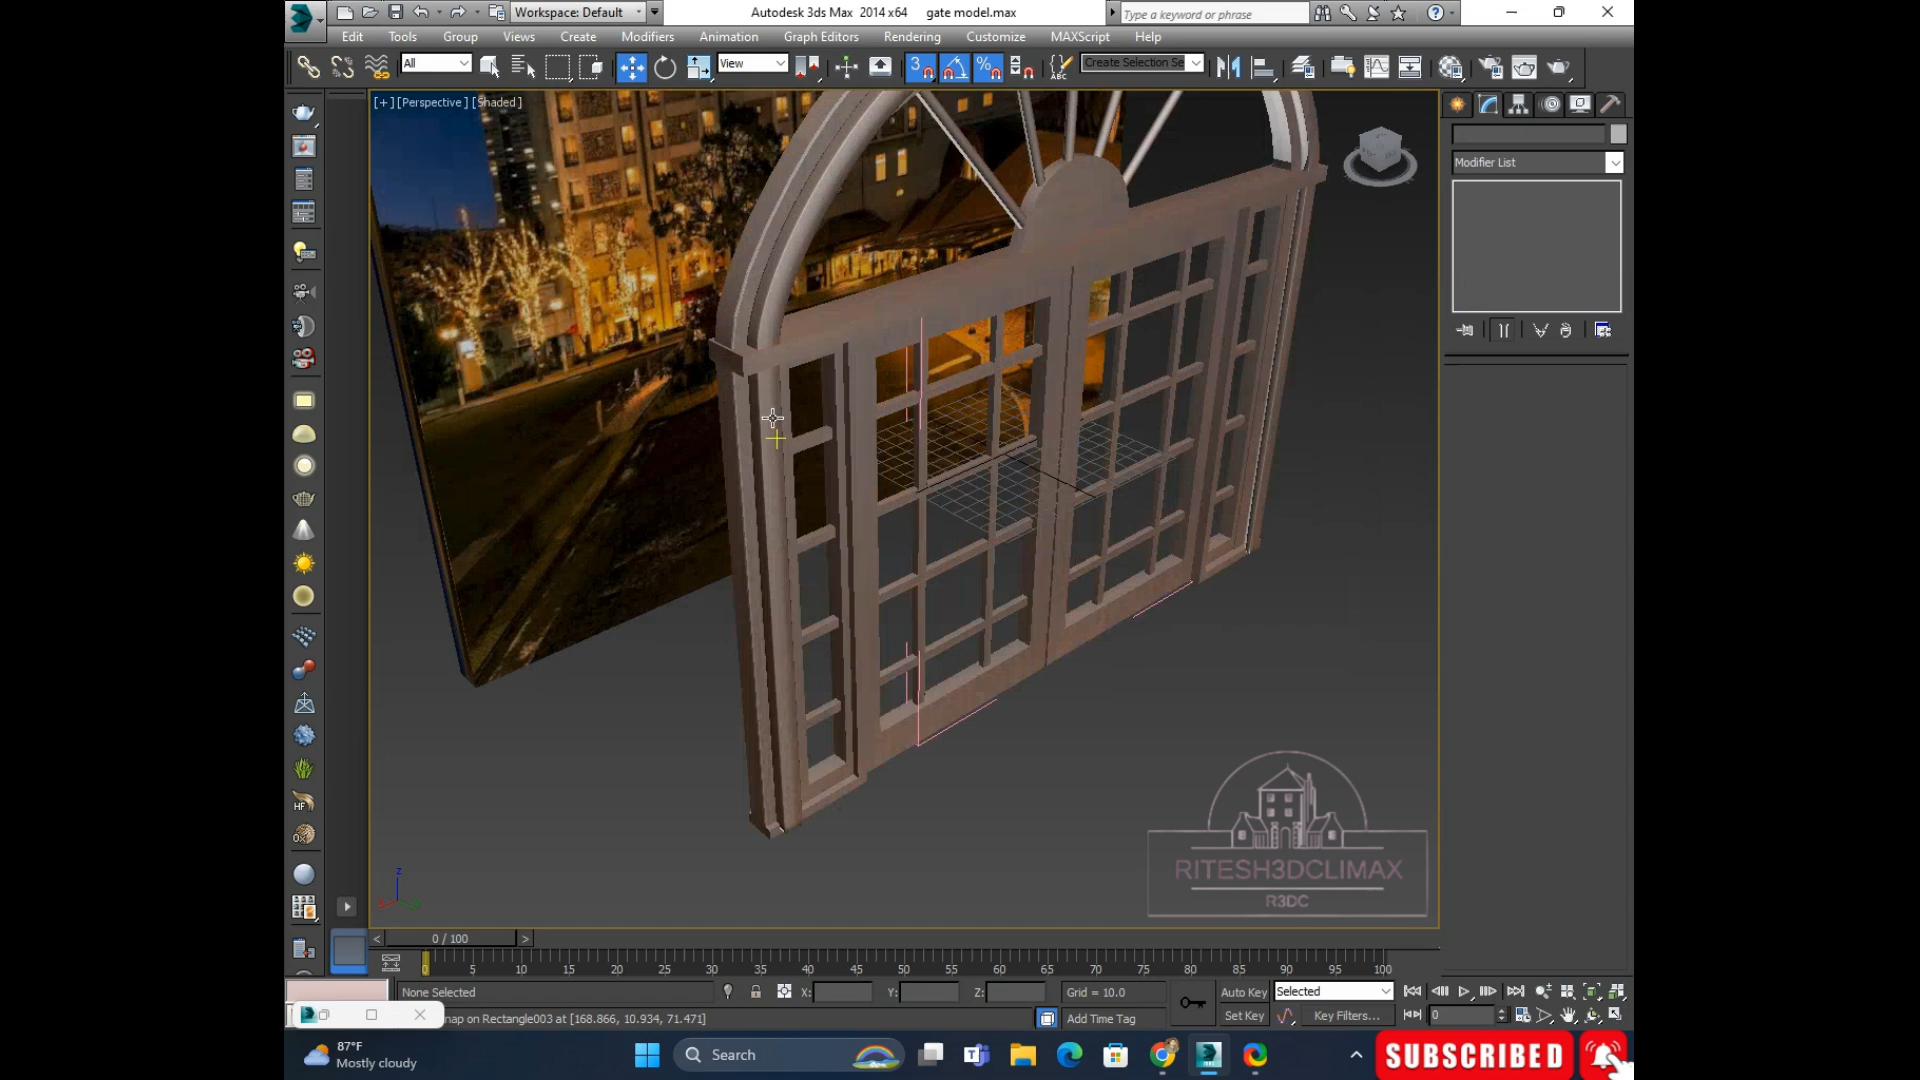 Workspace: Default
Autodesk 3ds Max 2014 x64 gate model.max
Type a keyword or phrase
Edit Tools Group Views Create Modifiers Animation Graph Editors Rendering Customize MAXScript Help
All
View
3
%
ABC
Create Selection Se
[+] [Perspective] [Shaded]
Modifier List
HF
RITESH3DCLIMAX
R3DC
z
< 0 / 100 >
0 5 10 15 20 25 30 35 40 45 50 55 60 65 70 75 80 85 90 95 100
None Selected
X: Y: Z:
Grid = 10.0
Auto Key
Selected
nap on Rectangle003 at [168.866, 10.934, 71.471]
Add Time Tag
Set Key
Key Filters...
0
87°F
Mostly cloudy
Search
SUBSCRIBED